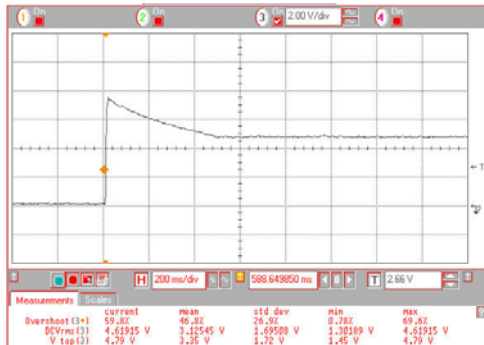 1 On 2 On 3 On 2.00 V/div 4 On
T
H 200 ms/div 588.649850 ms 0 T 2.66 V
Measurements Scales
current mean std dev min max
Overshoot(3+) 59.8% 46.8% 26.9% 0.78% 69.6%
DCVrms(3) 4.61915 V 3.12545 V 1.69508 V 1.30189 V 4.61915 V
V top(3) 4.79 V 3.35 V 1.72 V 1.45 V 4.79 V